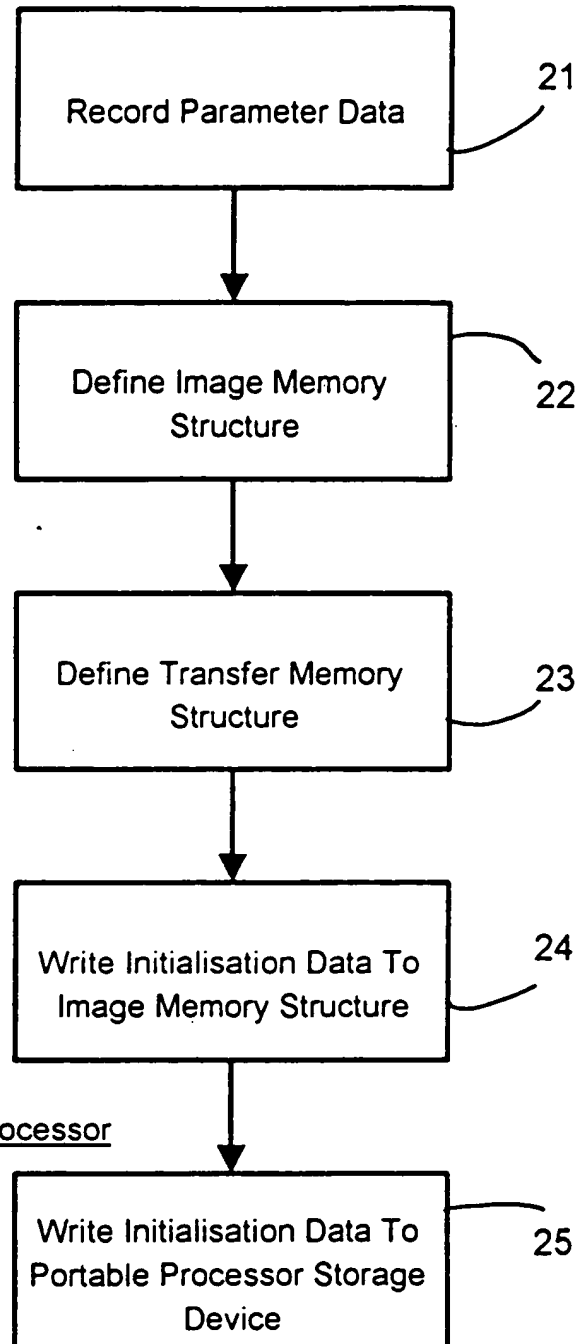 Record Parameter Data
21
Define Image Memory
Structure
22
Define Transfer Memory
Structure
23
Write Initialisation Data To
Image Memory Structure
24
Write Initialisation Data To
Portable Processor Storage
Device
25